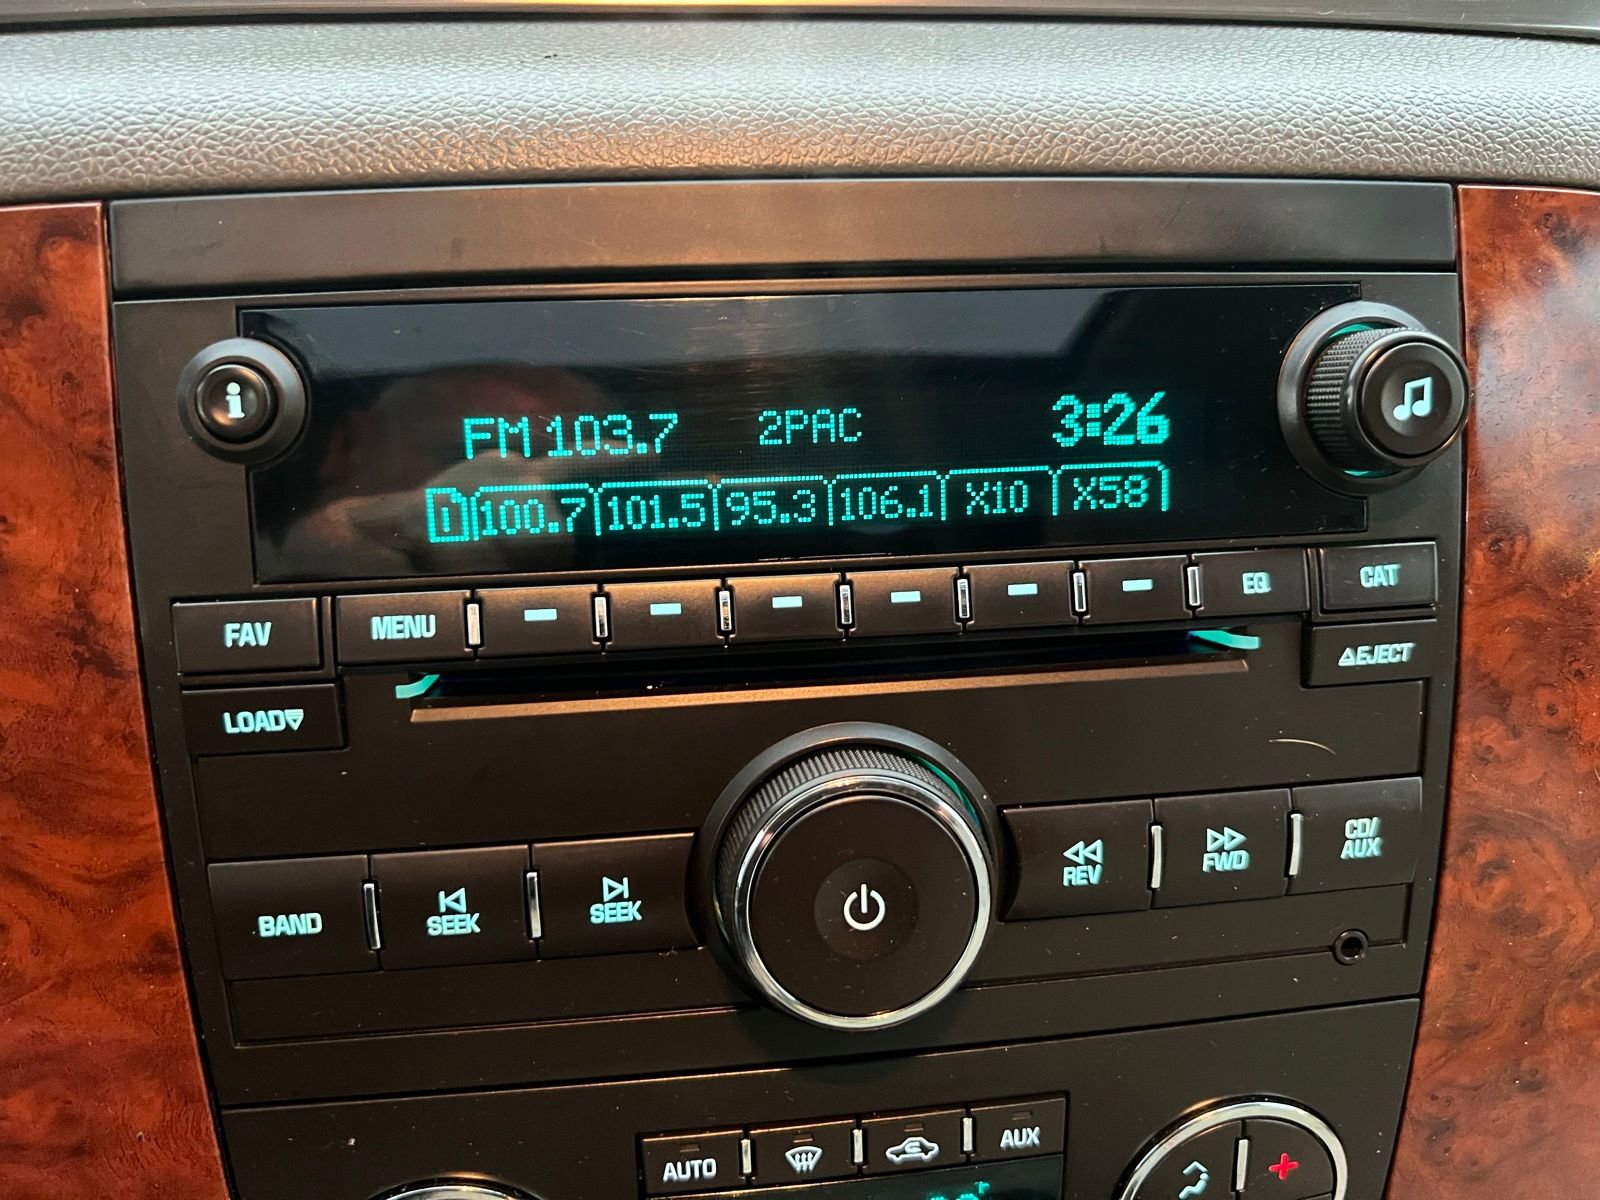 i
FM 103.7 2PAC 3:26
1 100.7 101.5 95.3 106.1 X10 X58
FAV MENU EQ CAT
LOAD EJECT
BAND SEEK SEEK REV FWD CD/AUX
AUTO AUX